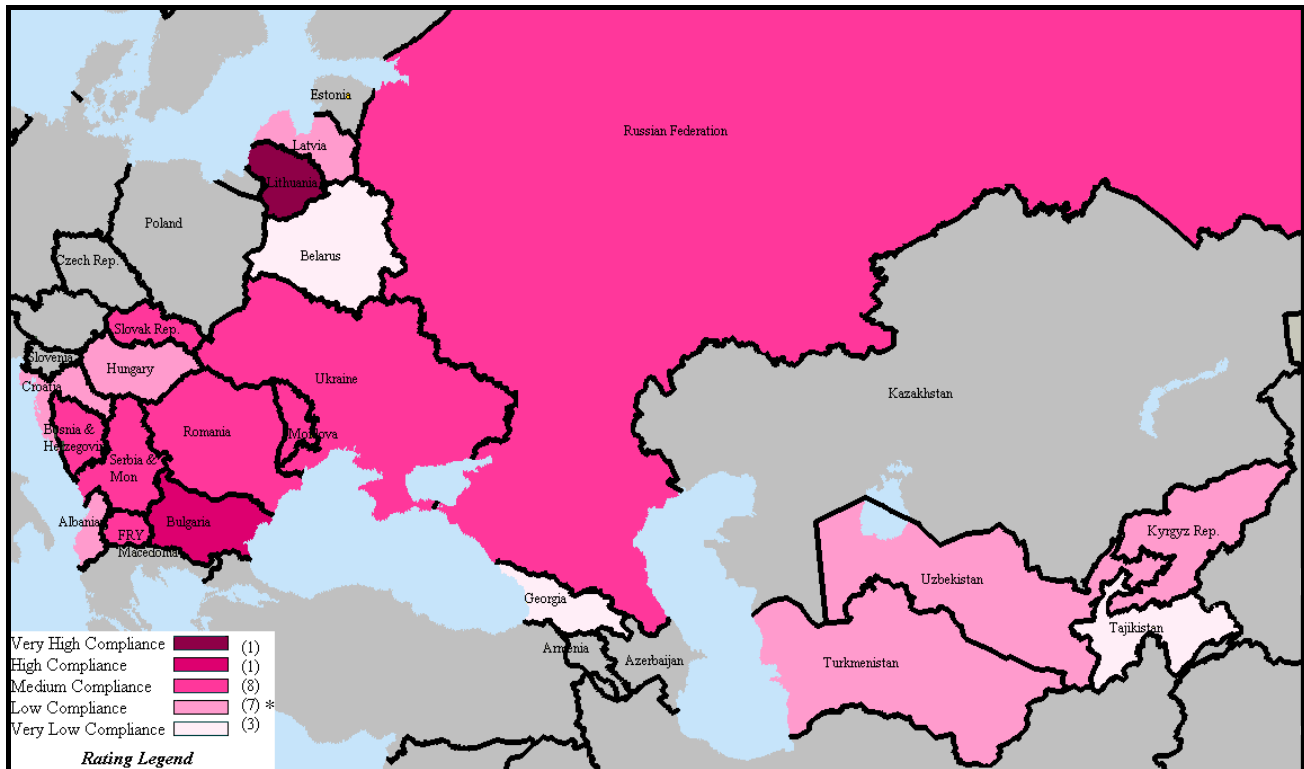 Estonia
Russian Federation
Latvia
Lithuania
Poland
Belarus
Czech Rep.
Slovak Rep.
Slovenia
Hungary
Ukraine
Croatia
Kazakhstan
Bosnia &
Herzegovin
Romania
Moldova
Serbia &
Mon
Albania
Bulgaria
FRY
Macedonia
Kyrgyz Rep.
Uzbekistan
Georgia
Tajikistan
Armenia
Azerbaijan
Turkmenistan
Very High Compliance (1)
High Compliance (1)
Medium Compliance (8)
Low Compliance (7) *
Very Low Compliance (3)
Rating Legend